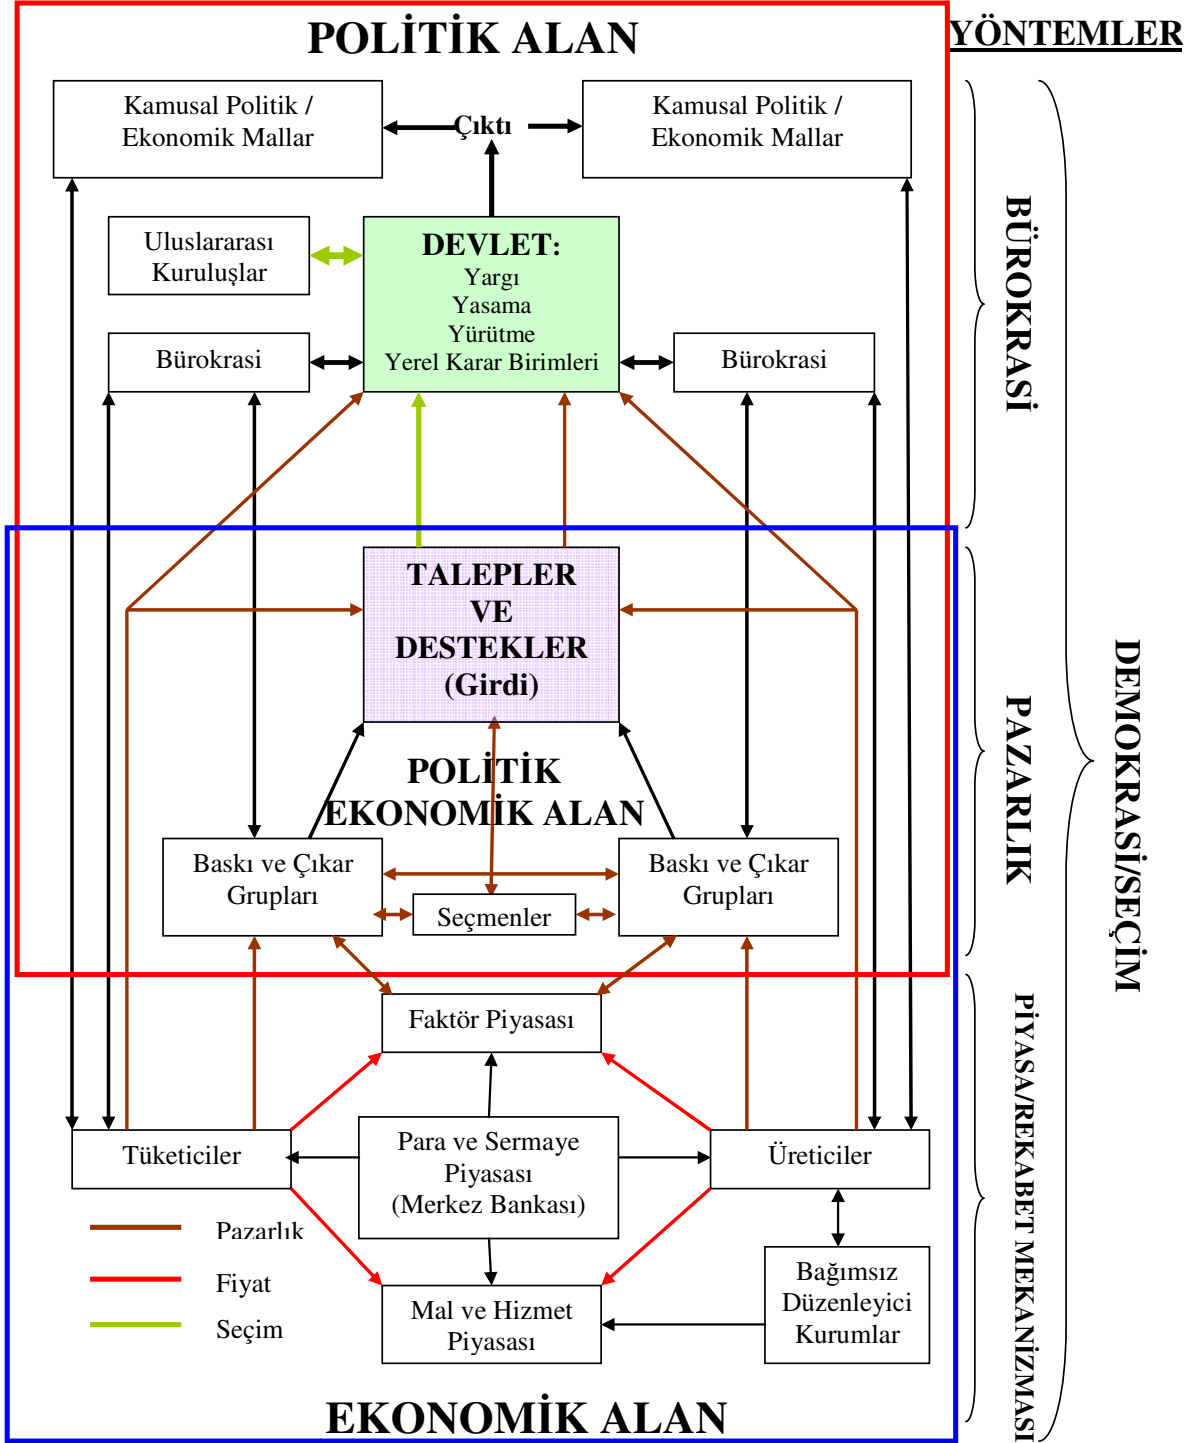 POLİTİK ALAN
YÖNTEMLER
Kamusal Politik /
Ekonomik Mallar
Çıktı
Kamusal Politik /
Ekonomik Mallar
Uluslararası
Kuruluşlar
DEVLET:
Yargı
Yasama
Yürütme
Yerel Karar Birimleri
Bürokrasi
Bürokrasi
BÜROKRASİ
TALEPLER
VE
DESTEKLER
(Girdi)
POLİTİK
EKONOMİK ALAN
PAZARLIK
DEMOKRASİ/SEÇİM
Baskı ve Çıkar
Grupları
Seçmenler
Baskı ve Çıkar
Grupları
Faktör Piyasası
Tüketiciler
Para ve Sermaye
Piyasası
(Merkez Bankası)
Üreticiler
PİYASA/REKABET MEKANİZMASI
Pazarlık
Fiyat
Seçim
Mal ve Hizmet
Piyasası
Bağımsız
Düzenleyici
Kurumlar
EKONOMİK ALAN